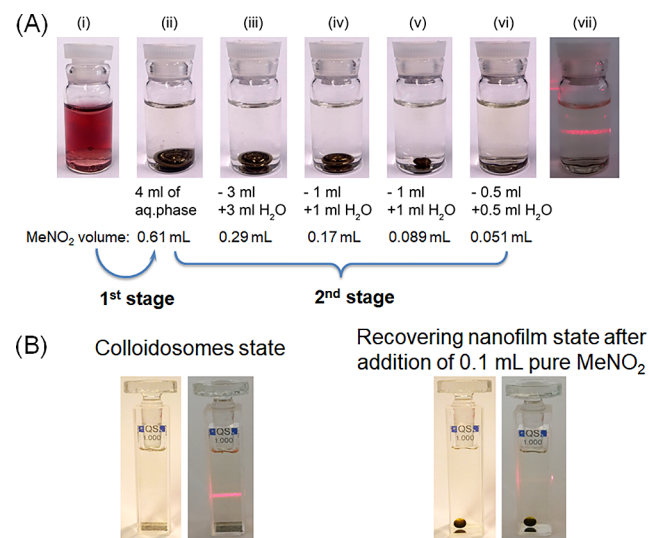 (A)
(i)
(ii)
(iii)
(iv)
(v)
(vi)
(vii)
4 ml of
aq.phase
- 3 ml
+3 ml H₂O
- 1 ml
+1 ml H₂O
- 1 ml
+1 ml H₂O
- 0.5 ml
+0.5 ml H₂O
MeNO₂ volume: 0.61 mL 0.29 mL 0.17 mL 0.089 mL 0.051 mL
1st stage
2nd stage
(B)
Colloidosomes state
Recovering nanofilm state after
addition of 0.1 mL pure MeNO₂
QS
1.000
QS
1.000
QS
1.000
QS
1.000